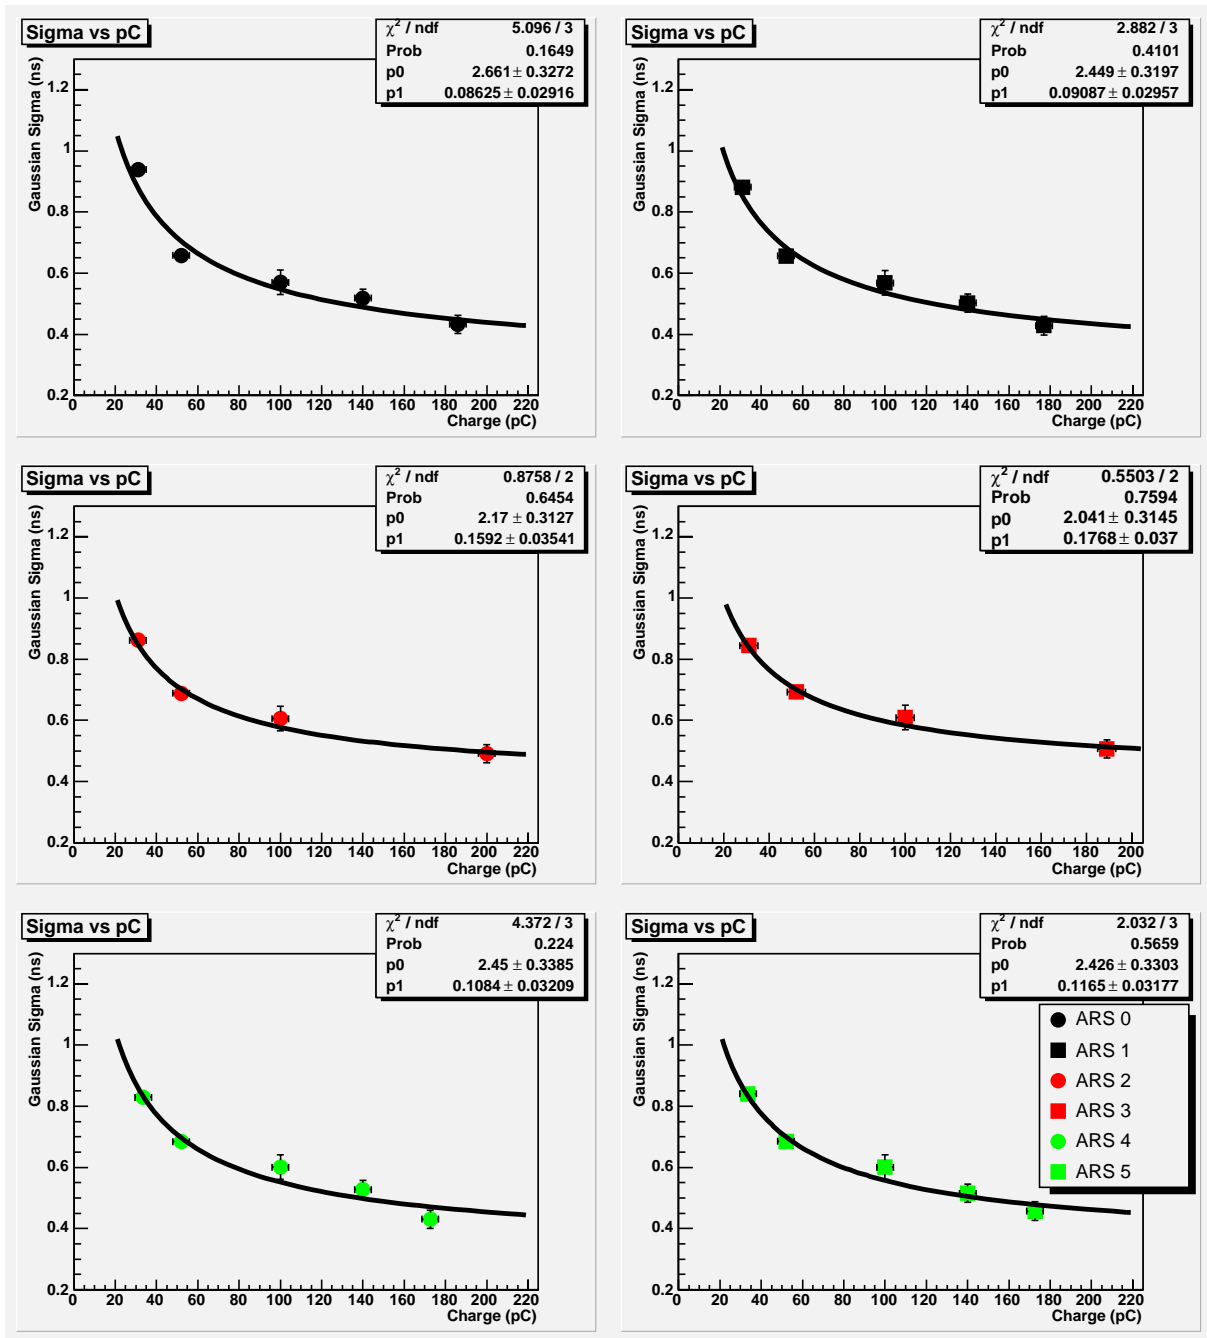 Sigma vs pC
χ² / ndf 5.096 / 3
Prob 0.1649
p0 2.661 ± 0.3272
p1 0.08625 ± 0.02916
Gaussian Sigma (ns)
1.2
1
0.8
0.6
0.4
0.2
0 20 40 60 80 100 120 140 160 180 200 220
Charge (pC)
Sigma vs pC
χ² / ndf 2.882 / 3
Prob 0.4101
p0 2.449 ± 0.3197
p1 0.09087 ± 0.02957
Gaussian Sigma (ns)
1.2
1
0.8
0.6
0.4
0.2
0 20 40 60 80 100 120 140 160 180 200 220
Charge (pC)
Sigma vs pC
χ² / ndf 0.8758 / 2
Prob 0.6454
p0 2.17 ± 0.3127
p1 0.1592 ± 0.03541
Gaussian Sigma (ns)
1.2
1
0.8
0.6
0.4
0.2
0 20 40 60 80 100 120 140 160 180 200 220
Charge (pC)
Sigma vs pC
χ² / ndf 0.5503 / 2
Prob 0.7594
p0 2.041 ± 0.3145
p1 0.1768 ± 0.037
Gaussian Sigma (ns)
1.2
1
0.8
0.6
0.4
0.2
0 20 40 60 80 100 120 140 160 180 200
Charge (pC)
Sigma vs pC
χ² / ndf 4.372 / 3
Prob 0.224
p0 2.45 ± 0.3385
p1 0.1084 ± 0.03209
Gaussian Sigma (ns)
1.2
1
0.8
0.6
0.4
0.2
0 20 40 60 80 100 120 140 160 180 200 220
Charge (pC)
Sigma vs pC
χ² / ndf 2.032 / 3
Prob 0.5659
p0 2.426 ± 0.3303
p1 0.1165 ± 0.03177
Gaussian Sigma (ns)
1.2
1
0.8
0.6
0.4
0.2
0 20 40 60 80 100 120 140 160 180 200 220
Charge (pC)
ARS 0
ARS 1
ARS 2
ARS 3
ARS 4
ARS 5